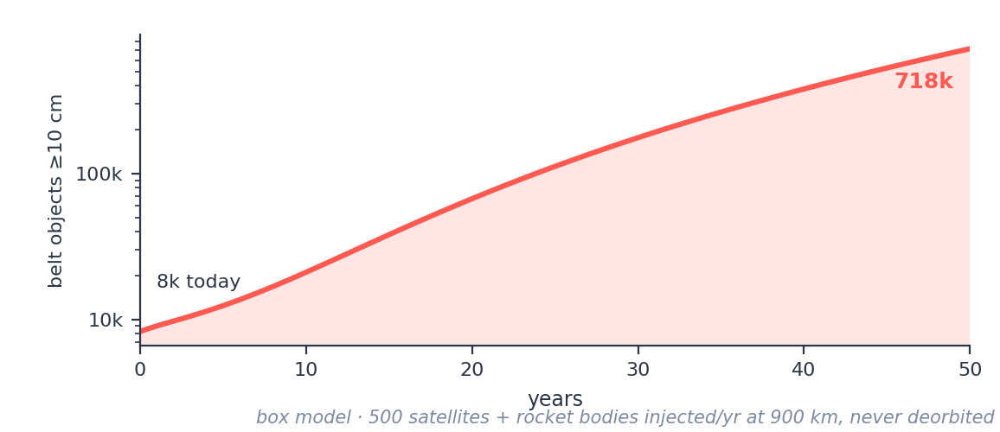 718k
belt objects ≥10 cm
100k
8k today
10k
0 10 20 30 40 50
years
box model · 500 satellites + rocket bodies injected/yr at 900 km, never deorbited